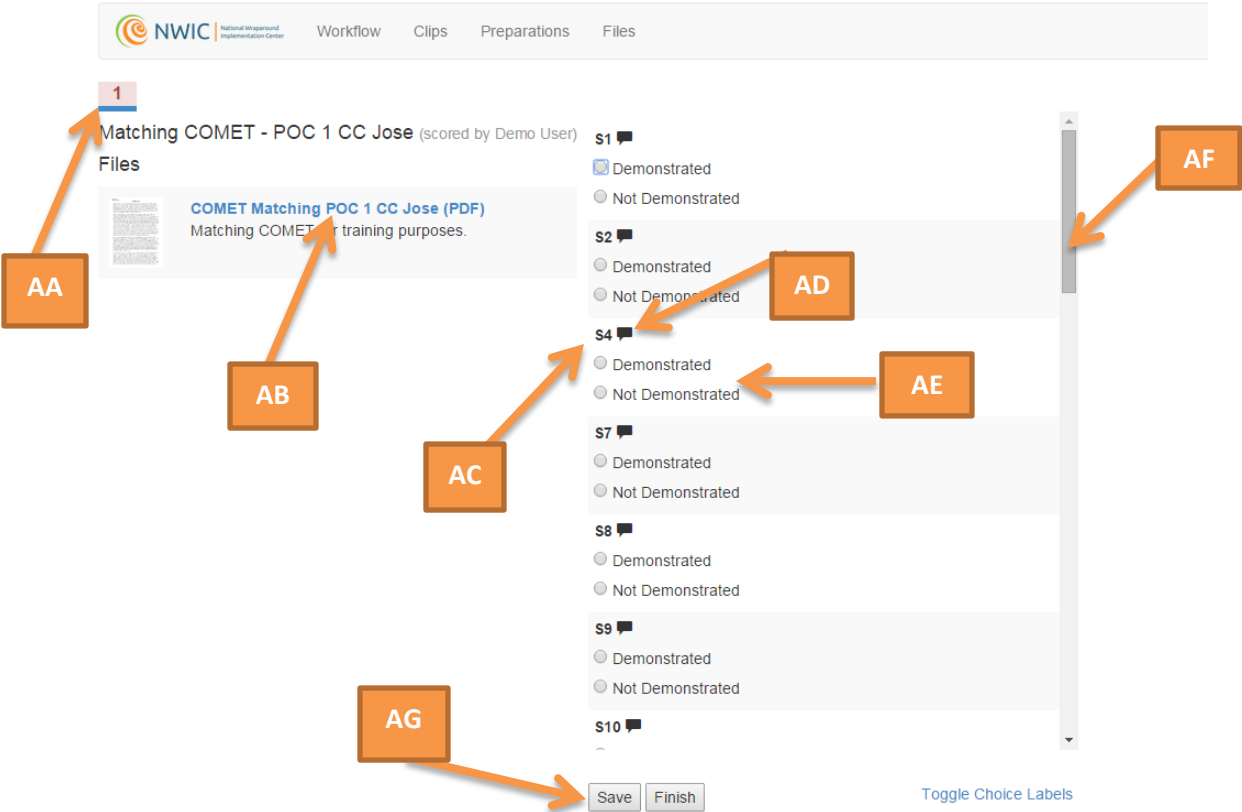 NWIC National Wraparound Implementation Center Workflow Clips Preparations Files
1
Matching COMET - POC 1 CC Jose (scored by Demo User)
Files
COMET Matching POC 1 CC Jose (PDF)
Matching COMET training purposes.
AA
AB
S1
Demonstrated
Not Demonstrated
S2
Demonstrated
Not Demonstrated
S4
Demonstrated
Not Demonstrated
S7
Demonstrated
Not Demonstrated
S8
Demonstrated
Not Demonstrated
S9
Demonstrated
Not Demonstrated
S10
AF
AD
AE
AC
AG
Save Finish
Toggle Choice Labels